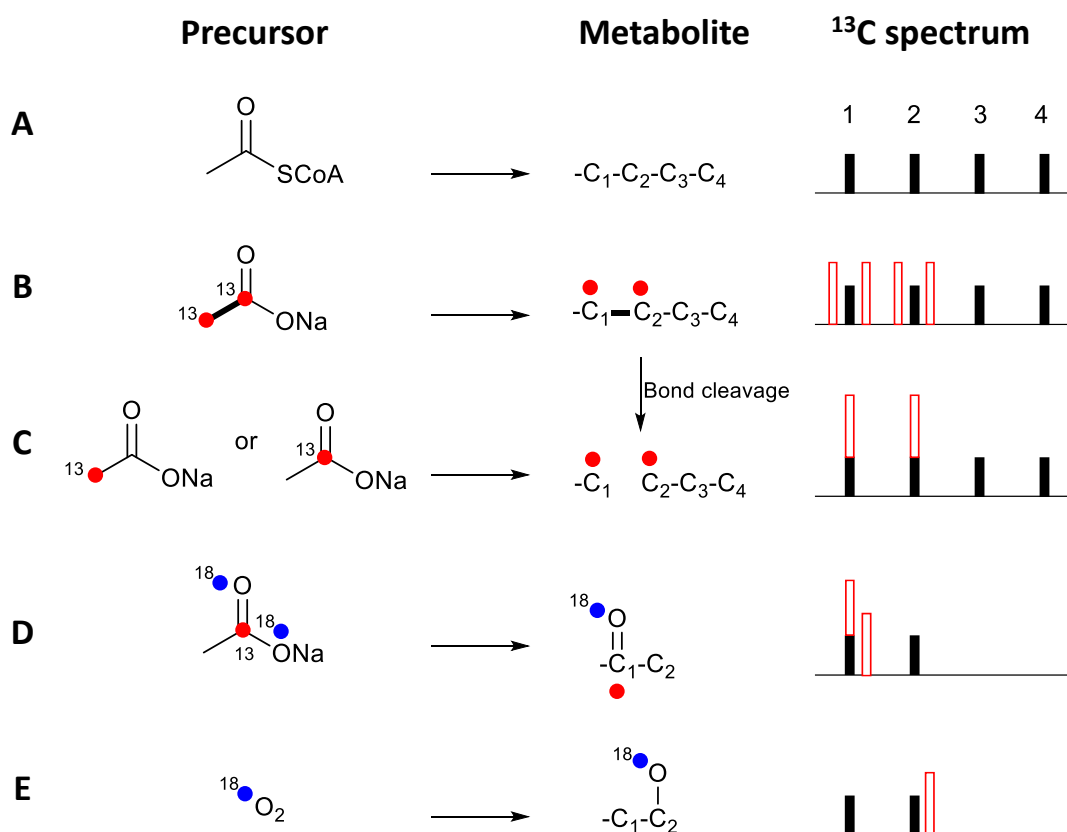 Precursor Metabolite ¹³C spectrum
A
O
SCoA
-C₁-C₂-C₃-C₄
1 2 3 4
B
O
13
13
ONa
-C₁-C₂-C₃-C₄
Bond cleavage
C
O
13
ONa
or
O
13
ONa
-C₁ C₂-C₃-C₄
D
18
O
18
13
ONa
18
O
-C₁-C₂
E
18
O₂
18
O
-C₁C₂